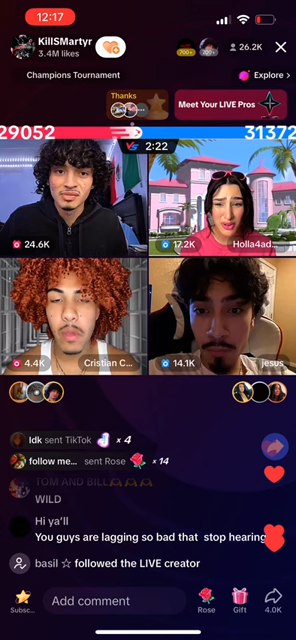 12:17
KillSMartyr
3.4M likes
700+
700+
26.2K
Champions Tournament
Explore >
Thanks
Meet Your LIVE Pros
29052
31372
VS 2:22
24.6K
17.2K Holla4ad...
4.4K Cristian C...
14.1K jesus
Idk sent TikTok × 4
follow me... sent Rose × 14
TOM AND BILL
WILD
Hi ya'll
You guys are lagging so bad that stop hearing
basil ☆ followed the LIVE creator
Subsc...
Add comment
Rose
Gift
4.0K